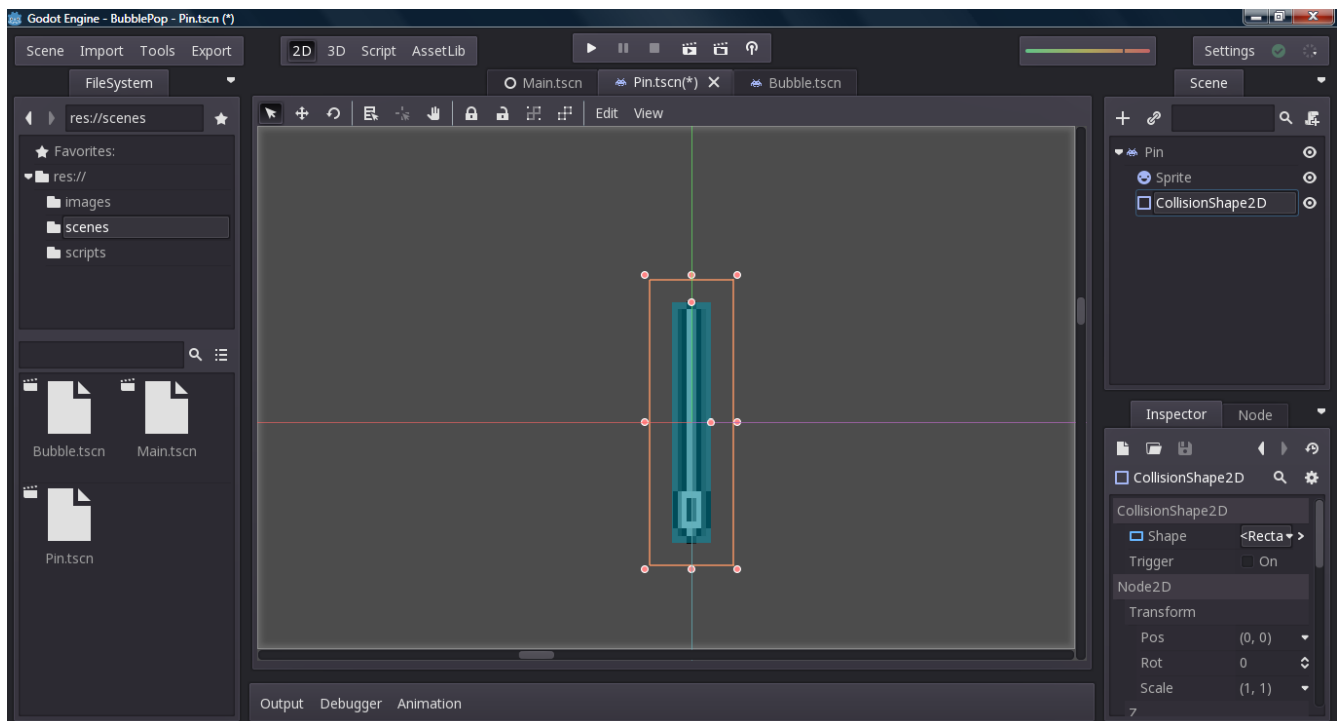 Godot Engine - BubblePop - Pin.tscn (*)
Scene Import Tools Export
2D 3D Script AssetLib
Settings
FileSystem
Main.tscn
Pin.tscn(*)
Bubble.tscn
Scene
res://scenes
Edit View
Favorites:
res://
images
scenes
scripts
Pin
Sprite
CollisionShape2D
Bubble.tscn
Main.tscn
Pin.tscn
Inspector Node
CollisionShape2D
CollisionShape2D
Shape <Recta
Trigger On
Node2D
Transform
Pos (0, 0)
Rot 0
Scale (1, 1)
Z
Output Debugger Animation